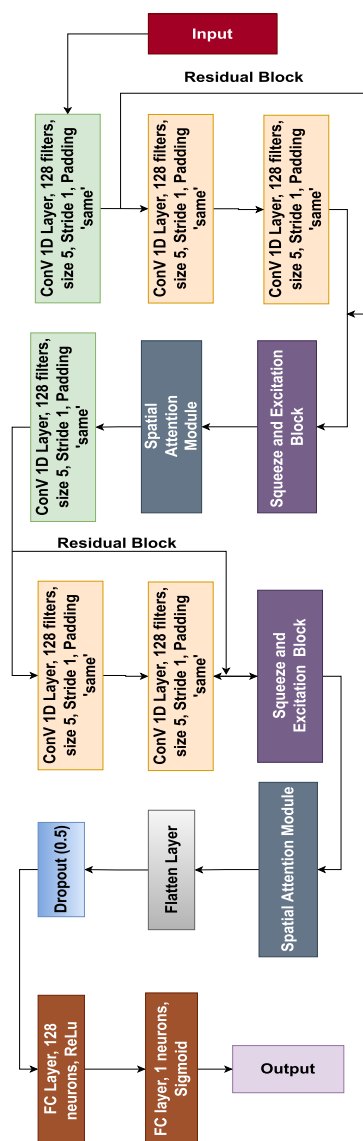 Input
Residual Block
ConV 1D Layer, 128 filters,
size 5, Stride 1, Padding
'same'
ConV 1D Layer, 128 filters,
size 5, Stride 1, Padding
'same'
ConV 1D Layer, 128 filters,
size 5, Stride 1, Padding
'same'
Squeeze and Excitation
Block
Spatial
Attention
Module
ConV 1D Layer, 128 filters,
size 5, Stride 1, Padding
'same'
Residual Block
ConV 1D Layer, 128 filters,
size 5, Stride 1, Padding
'same'
ConV 1D Layer, 128 filters,
size 5, Stride 1, Padding
'same'
Squeeze and
Excitation Block
Spatial Attention Module
Flatten Layer
Dropout (0.5)
FC Layer, 128
neurons, ReLu
FC layer, 1 neurons,
Sigmoid
Output